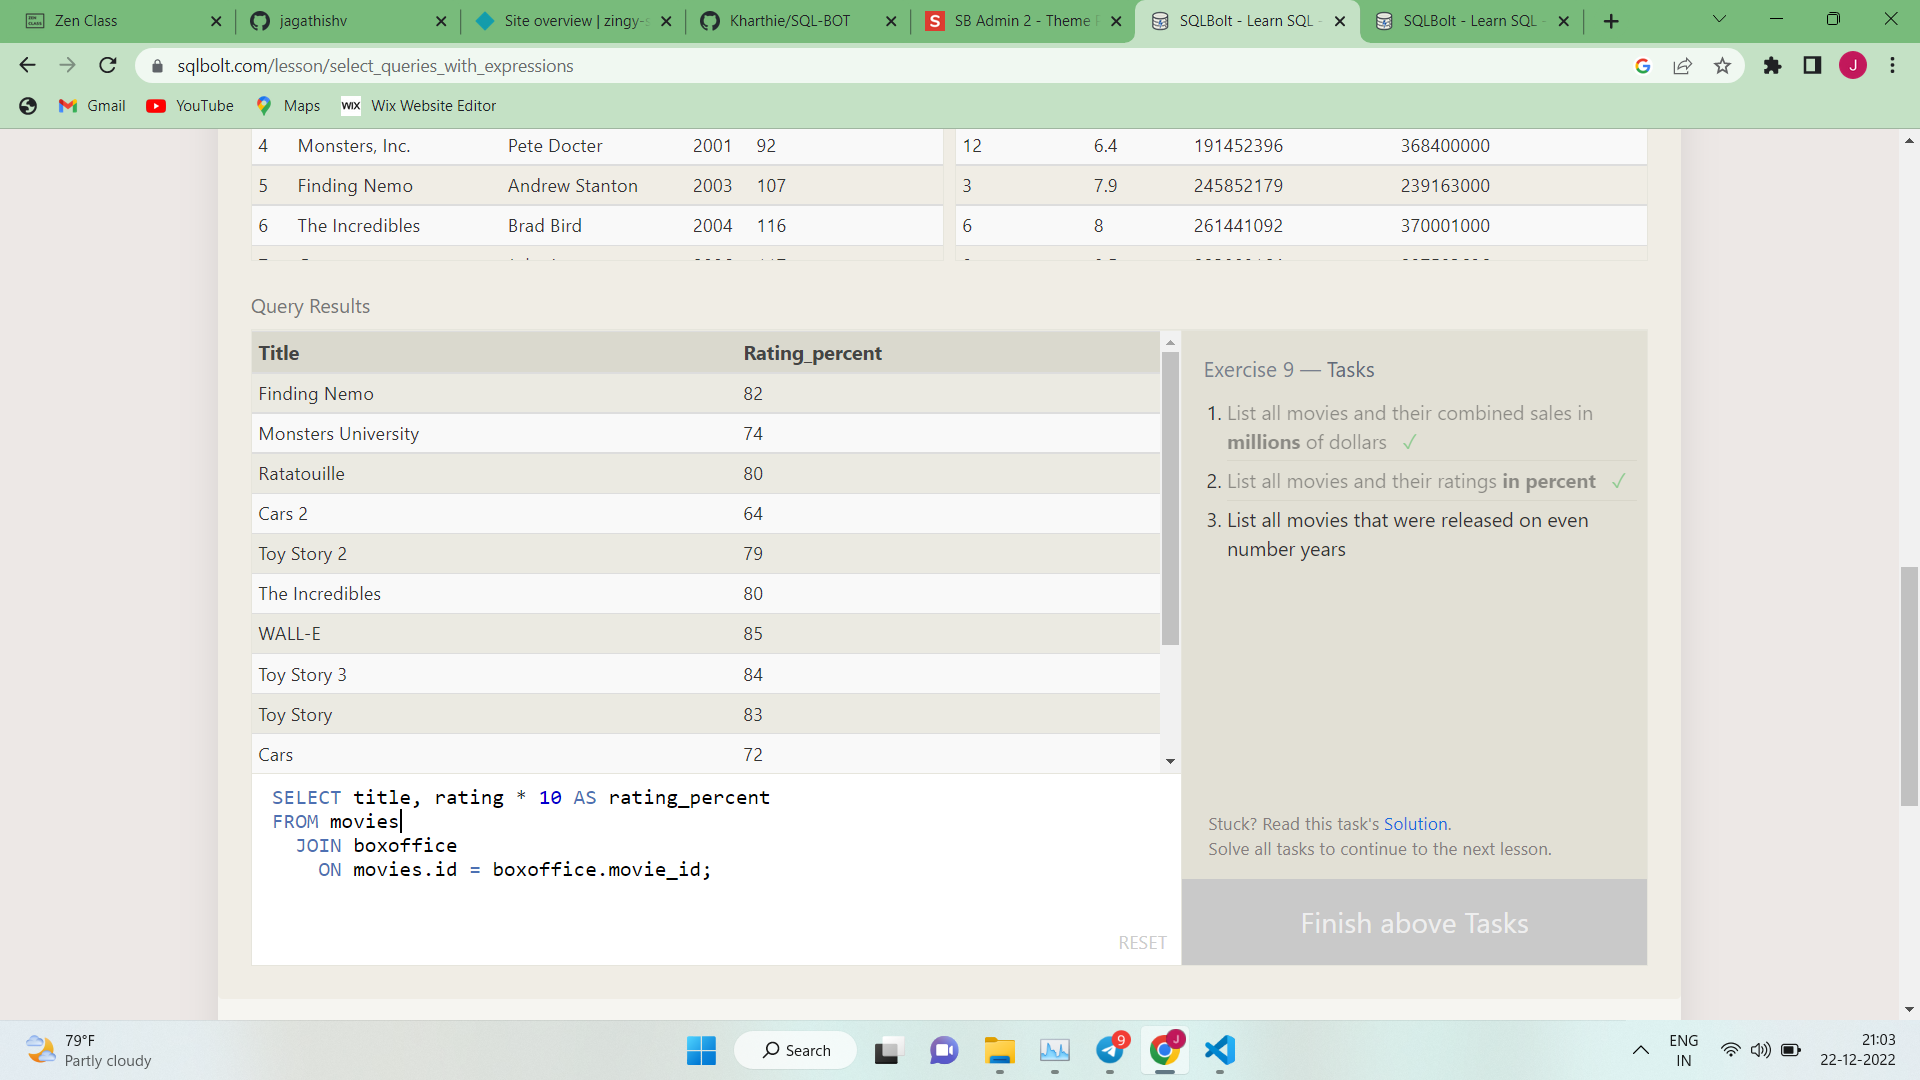 Zen Class
jagathishv
Site overview | zingy-s
Kharthie/SQL-BOT
S
SB Admin 2 - Theme P
SQLBolt - Learn SQL -
SQLBolt - Learn SQL -
sqlbolt.com/lesson/select_queries_with_expressions
J
Gmail
YouTube
Maps
WIX Wix Website Editor
4 Monsters, Inc. Pete Docter 2001 92
12 6.4 191452396 368400000
5 Finding Nemo Andrew Stanton 2003 107
3 7.9 245852179 239163000
6 The Incredibles Brad Bird 2004 116
6 8 261441092 370001000
Query Results
Title Rating_percent
Finding Nemo 82
Monsters University 74
Ratatouille 80
Cars 2 64
Toy Story 2 79
The Incredibles 80
WALL-E 85
Toy Story 3 84
Toy Story 83
Cars 72
Exercise 9 — Tasks
1. List all movies and their combined sales in
millions of dollars ✓
2. List all movies and their ratings in percent ✓
3. List all movies that were released on even
number years
Stuck? Read this task's Solution.
Solve all tasks to continue to the next lesson.
Finish above Tasks
SELECT title, rating * 10 AS rating_percent
FROM movies
JOIN boxoffice
ON movies.id = boxoffice.movie_id;
RESET
79°F
Partly cloudy
Search
9
J
ENG
IN
21:03
22-12-2022